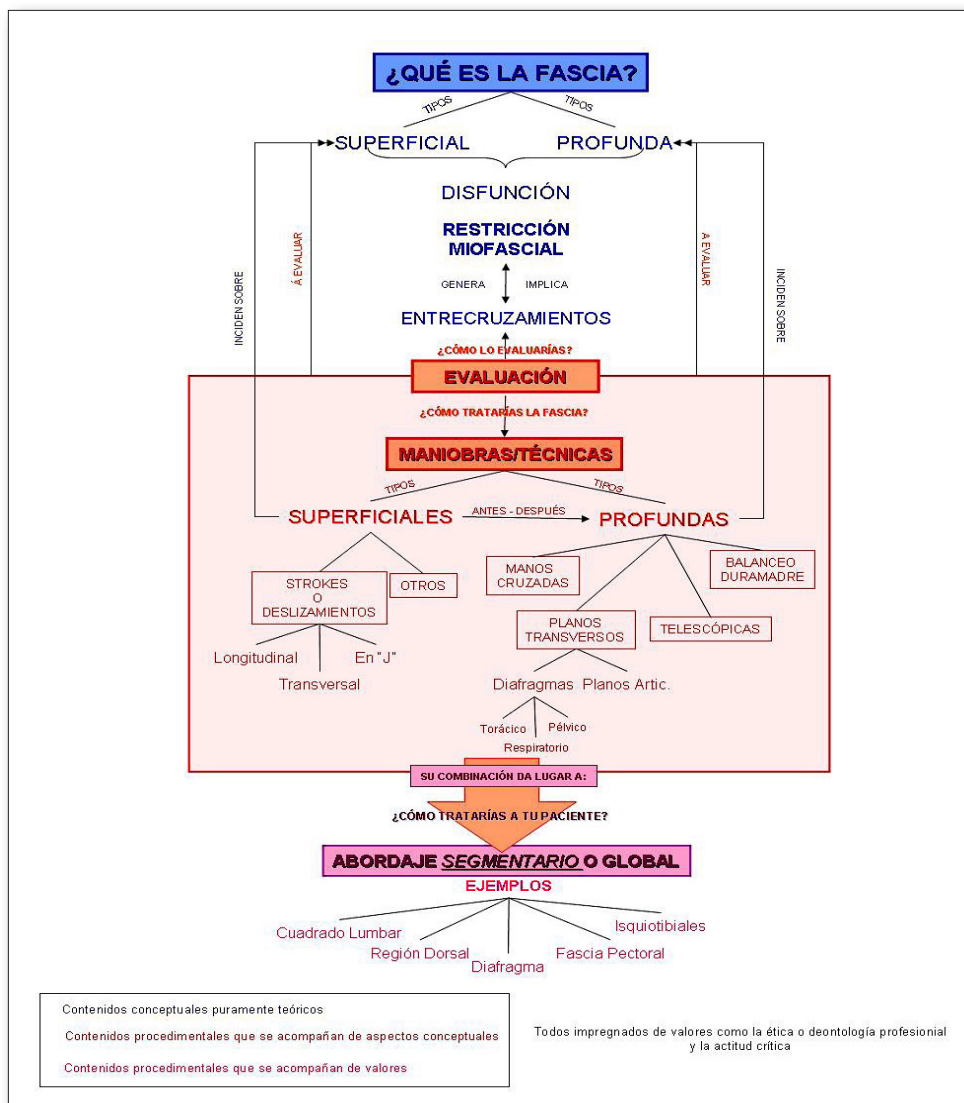 ¿QUÉ ES LA FASCIA?
TIPOS
TIPOS
SUPERFICIAL
PROFUNDA
DISFUNCIÓN
RESTRICCIÓN
MIOFASCIAL
INCIDEN SOBRE
Á EVALUAR
A EVALUAR
INCIDEN SOBRE
GENERA
IMPLICA
ENTRECRUZAMIENTOS
¿CÓMO LO EVALUARÍAS?
EVALUACIÓN
¿CÓMO TRATARÍAS LA FASCIA?
MANIOBRAS/TÉCNICAS
TIPOS
TIPOS
SUPERFICIALES
ANTES - DESPUÉS
PROFUNDAS
STROKES
O
DESLIZAMIENTOS
OTROS
MANOS
CRUZADAS
BALANCEO
DURAMADRE
PLANOS
TRANSVERSOS
TELESCÓPICAS
Longitudinal
En "J"
Transversal
Diafragmas
Planos Artic.
Torácico
Pélvico
Respiratorio
SU COMBINACIÓN DA LUGAR A:
¿CÓMO TRATARÍAS A TU PACIENTE?
ABORDAJE SEGMENTARIO O GLOBAL
EJEMPLOS
Cuadrado Lumbar
Isquiotibiales
Región Dorsal
Fascia Pectoral
Diafragma
Contenidos conceptuales puramente teóricos
Contenidos procedimentales que se acompañan de aspectos conceptuales
Contenidos procedimentales que se acompañan de valores
Todos impregnados de valores como la ética o deontología profesional
y la actitud crítica